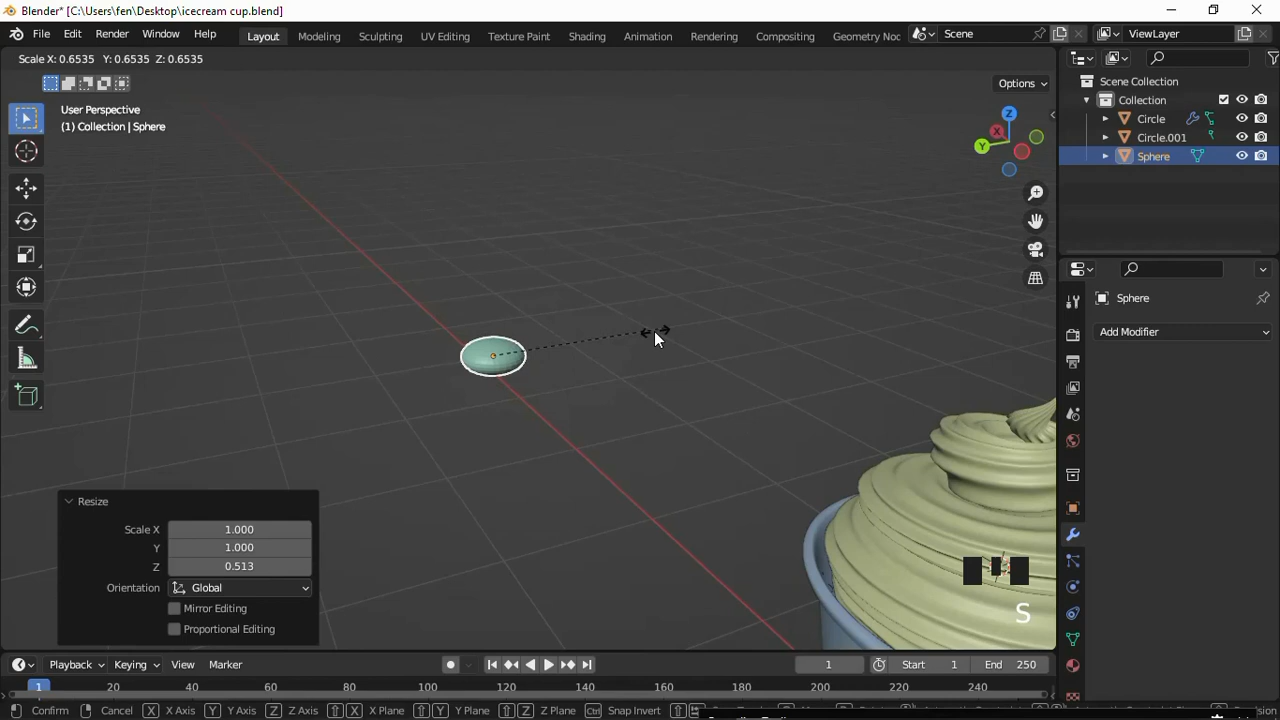 Blender* [C:\Users\fen\Desktop\icecream cup.blend]
File Edit Render Window Help Layout Modeling Sculpting UV Editing Texture Paint Shading Animation Rendering Compositing Geometry Noc Scene ViewLayer
Scale X: 0.6535 Y: 0.6535 Z: 0.6535
Options
User Perspective
(1) Collection | Sphere
Z
X
Y
Scene Collection
Collection
Circle
Circle.001
Sphere
Sphere
Add Modifier
Resize
Scale X 1.000
Y 1.000
Z 0.513
Orientation Global
Mirror Editing
Proportional Editing
S
Playback Keying View Marker 1 Start 1 End 250
1 20 40 60 80 100 120 140 160 180 200 220 240
Confirm Cancel X X Axis Y Y Axis Z Z Axis X X Plane Y Y Plane Z Z Plane Ctrl Snap Invert